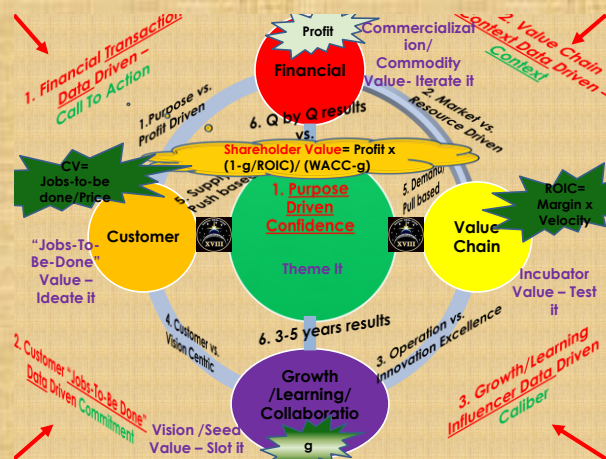 Profit
Financial
Commercializat
ion/
Commodity
Value- Iterate it
1. Financial Transaction
Data Driven –
Call To Action
2. Value Chain
Context Data Driven –
Context
1.Purpose vs.
Profit Driven
2. Market vs.
Resource Driven
6. Q by Q results
vs.
Shareholder Value= Profit x
(1-g/ROIC)/ (WACC-g)
CV=
Jobs-to-be
done/Price
5. Supply
Push based
5. Demand
Pull based
ROIC=
Margin x
Velocity
1. Purpose
Driven
Confidence
Theme It
Customer
XVIII
XVIII
Value
Chain
“Jobs-To-
Be-Done”
Value –
Ideate it
Incubator
Value – Test
it
4. Customer vs.
Vision Centric
6. 3-5 years results
3. Operation vs.
Innovation Excellence
2. Customer “Jobs-To-Be Done”
Data Driven Commitment
Growth
/Learning/
Collaboratio
g
Vision /Seed
Value – Slot it
3. Growth/Learning
Influencer Data Driven
Caliber